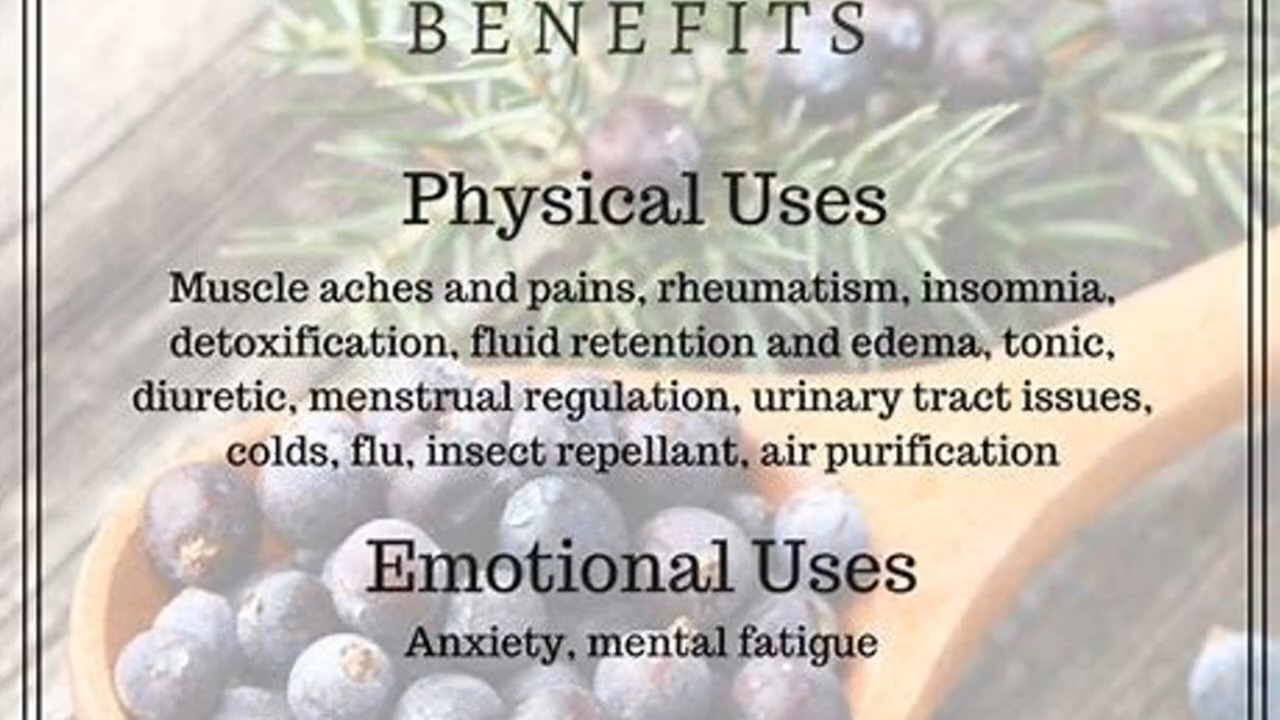 BENEFITS
Physical Uses
Muscle aches and pains, rheumatism, insomnia,
detoxification, fluid retention and edema, tonic,
diuretic, menstrual regulation, urinary tract issues,
colds, flu, insect repellant, air purification
Emotional Uses
Anxiety, mental fatigue